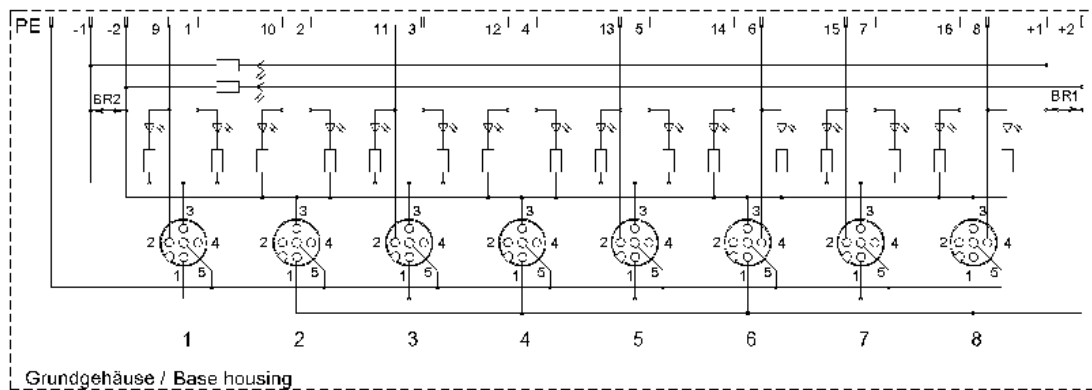 PE -1 -2 9 1 10 2 11 3 12 4 13 5 14 6 15 7 16 8 +1 +2
BR2 BR1
3 3 3 3 3 3 3 3
2 4 2 4 2 4 2 4 2 4 2 4 2 4 2 4
1 5 1 5 1 5 1 5 1 5 1 5 1 5 1 5
1 2 3 4 5 6 7 8
Grundgehäuse / Base housing